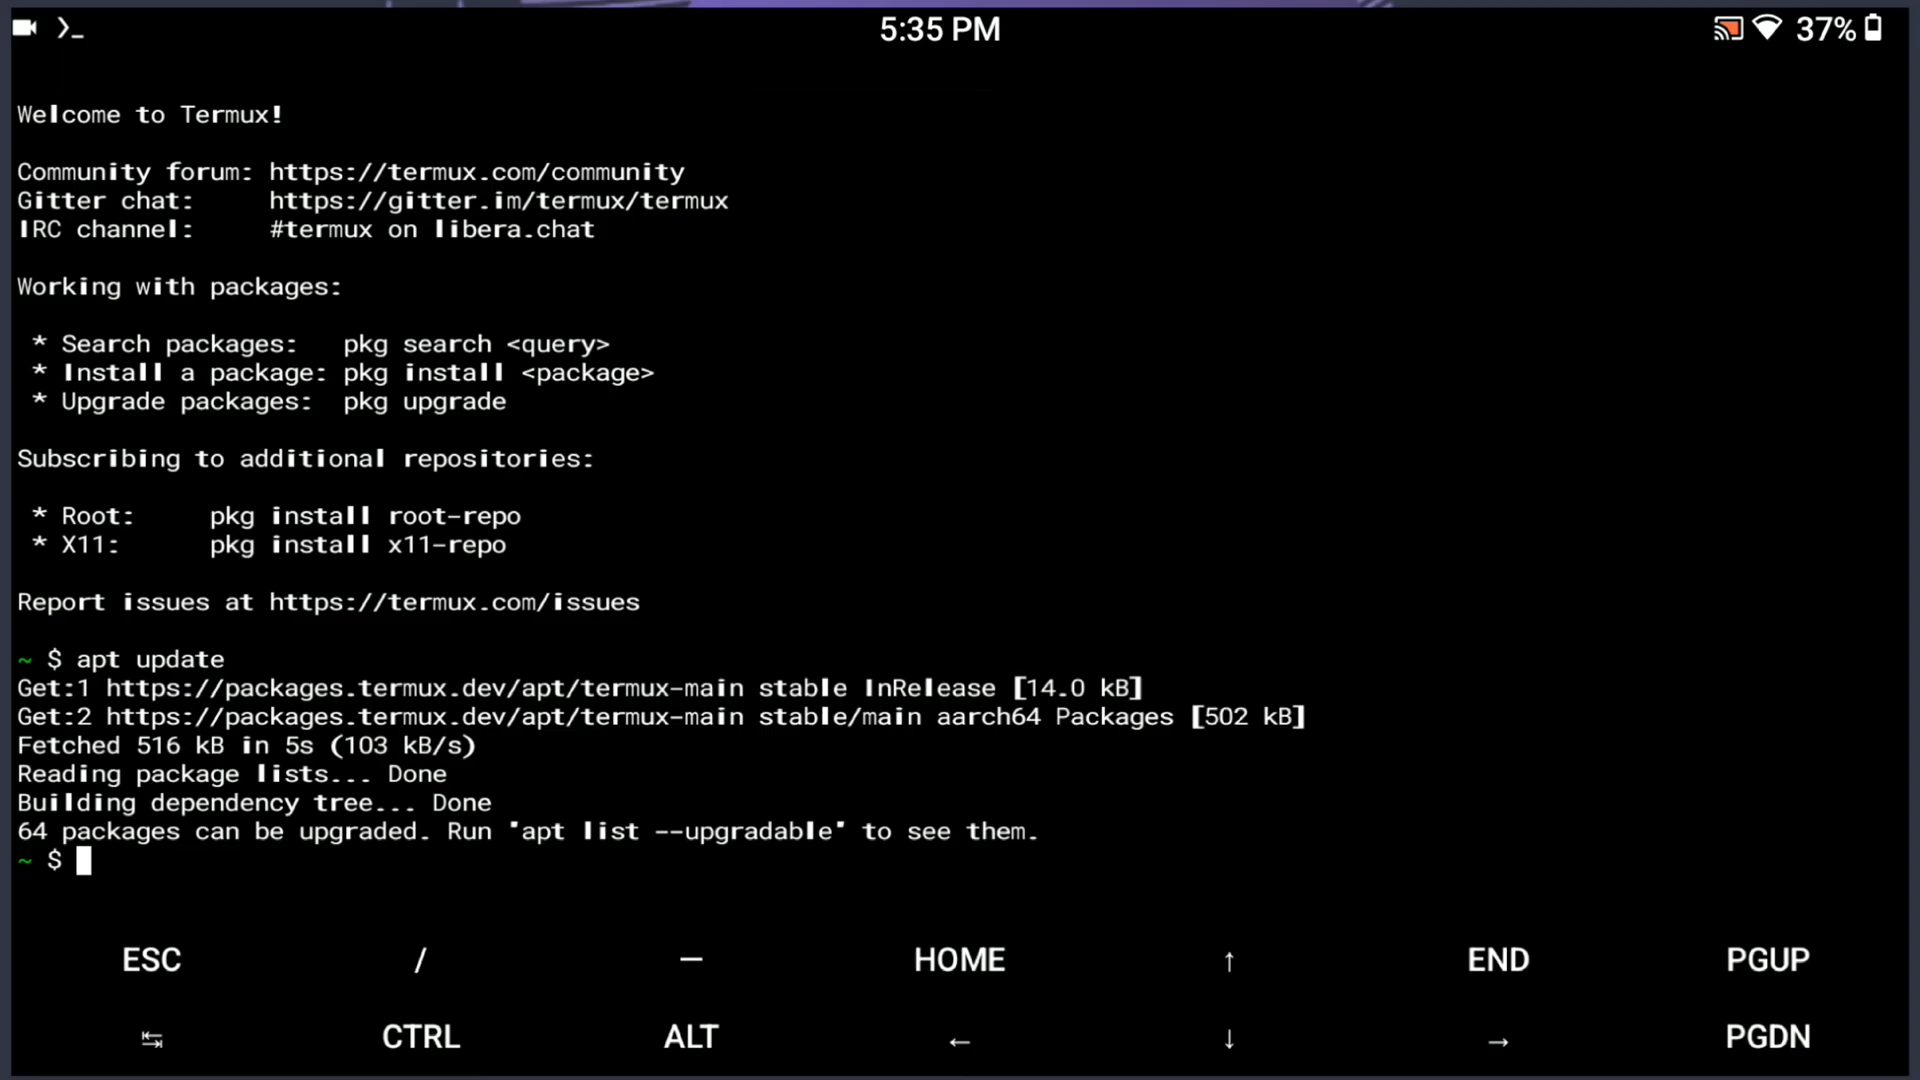 >_ 5:35 PM 37%
Welcome to Termux!
Community forum: https://termux.com/community
Gitter chat: https://gitter.im/termux/termux
IRC channel: #termux on libera.chat
Working with packages:
* Search packages: pkg search <query>
* Install a package: pkg install <package>
* Upgrade packages: pkg upgrade
Subscribing to additional repositories:
* Root: pkg install root-repo
* X11: pkg install x11-repo
Report issues at https://termux.com/issues
~ $ apt update
Get:1 https://packages.termux.dev/apt/termux-main stable InRelease [14.0 kB]
Get:2 https://packages.termux.dev/apt/termux-main stable/main aarch64 Packages [502 kB]
Fetched 516 kB in 5s (103 kB/s)
Reading package lists... Done
Building dependency tree... Done
64 packages can be upgraded. Run 'apt list --upgradable' to see them.
~ $
ESC / — HOME ↑ END PGUP
↹ CTRL ALT ← ↓ → PGDN